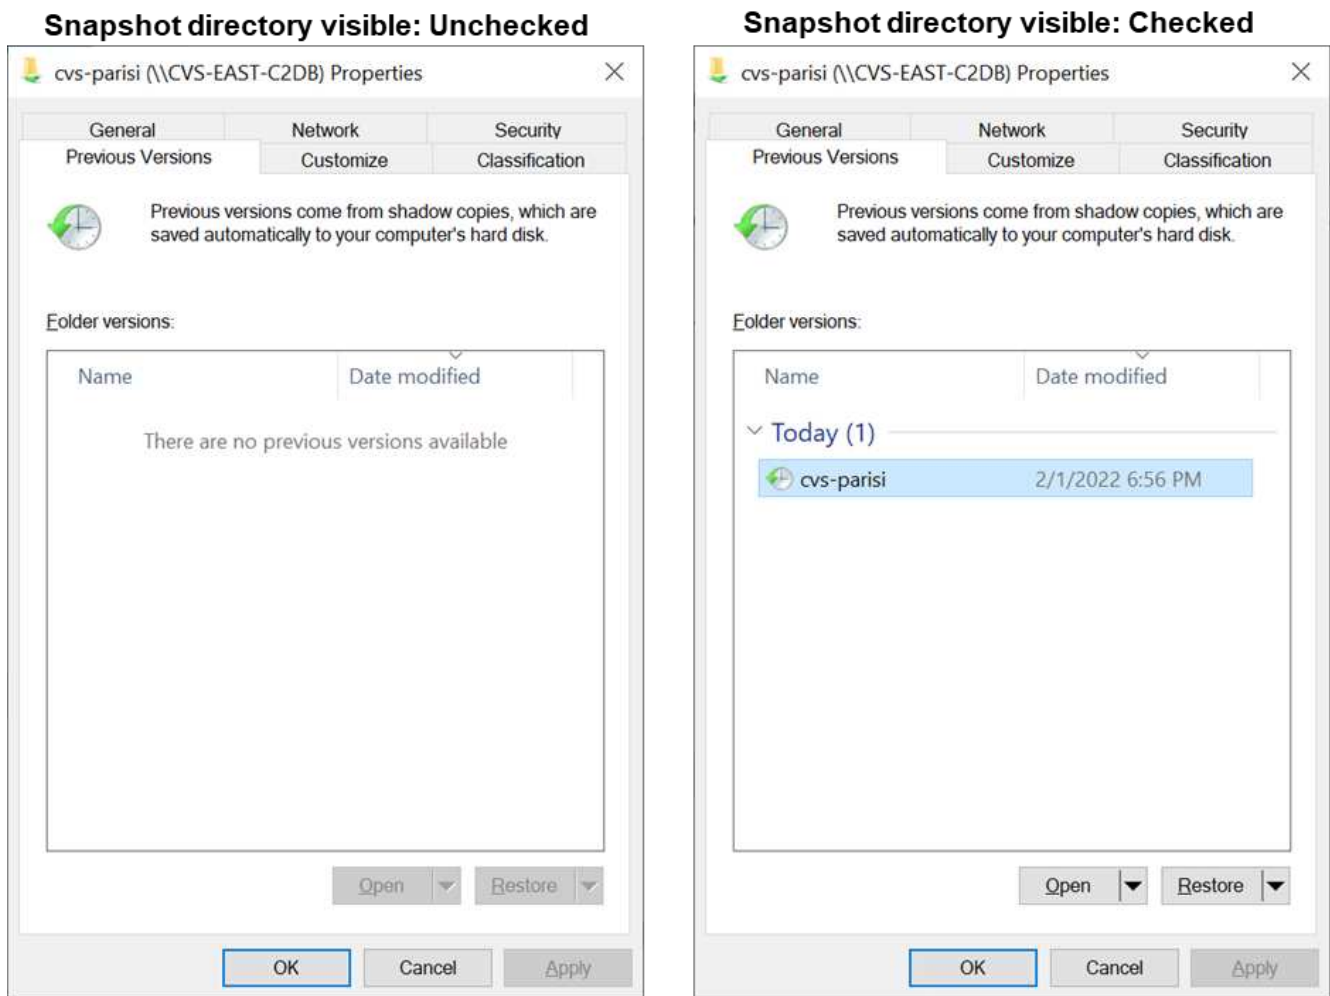 Snapshot directory visible: Unchecked
cvs-parisi (\\CVS-EAST-C2DB) Properties
General Network Security
Previous Versions Customize Classification
Previous versions come from shadow copies, which are
saved automatically to your computer's hard disk.
Folder versions:
Name Date modified
There are no previous versions available
Open Restore
OK Cancel Apply
Snapshot directory visible: Checked
cvs-parisi (\\CVS-EAST-C2DB) Properties
General Network Security
Previous Versions Customize Classification
Previous versions come from shadow copies, which are
saved automatically to your computer's hard disk.
Folder versions:
Name Date modified
Today (1)
cvs-parisi 2/1/2022 6:56 PM
Open Restore
OK Cancel Apply